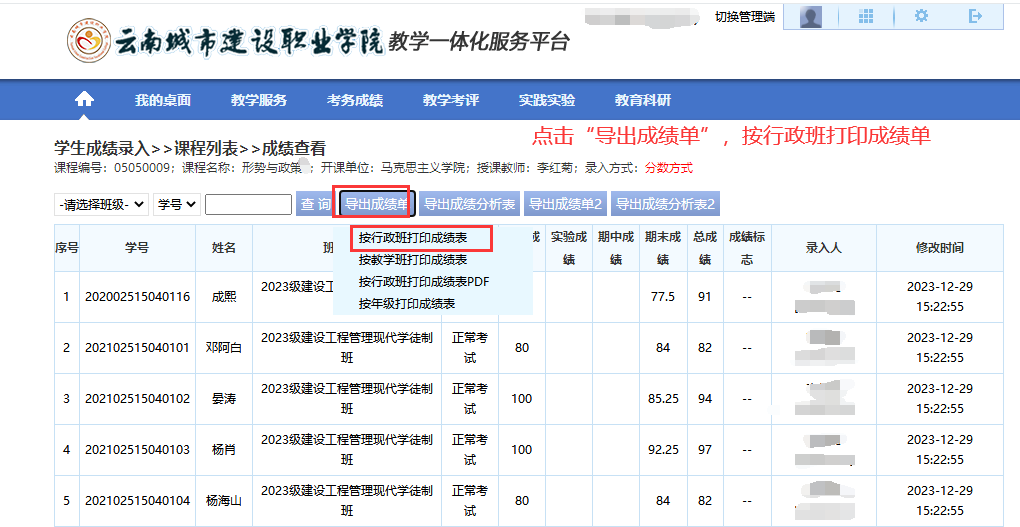 切换管理端
云南城市建设职业学院 教学一体化服务平台
我的桌面 教学服务 考务成绩 教学考评 实践实验 教育科研
点击“导出成绩单”，按行政班打印成绩单
学生成绩录入>>课程列表>>成绩查看
课程编号：05050009；课程名称：形势与政策；开课单位：马克思主义学院；授课教师：李红菊；录入方式：分数方式
-请选择班级- 学号 查 询 导出成绩单 导出成绩分析表 导出成绩单2 导出成绩分析表2
按行政班打印成绩表
按教学班打印成绩表
按行政班打印成绩表PDF
按年级打印成绩表
序号 学号 姓名 班 成 实验成绩 期中成绩 期末成绩 总成绩 成绩标志 录入人 修改时间
1 202002515040116 成熙 2023级建设工 77.5 91 -- 2023-12-29
15:22:55
2 202102515040101 邓阿白 2023级建设工程管理现代学徒制班 正常考试 80 84 82 -- 2023-12-29
15:22:55
3 202102515040102 晏涛 2023级建设工程管理现代学徒制班 正常考试 100 85.25 94 -- 2023-12-29
15:22:55
4 202102515040103 杨肖 2023级建设工程管理现代学徒制班 正常考试 100 92.25 97 -- 2023-12-29
15:22:55
5 202102515040104 杨海山 2023级建设工程管理现代学徒制班 正常考试 80 84 82 -- 2023-12-29
15:22:55